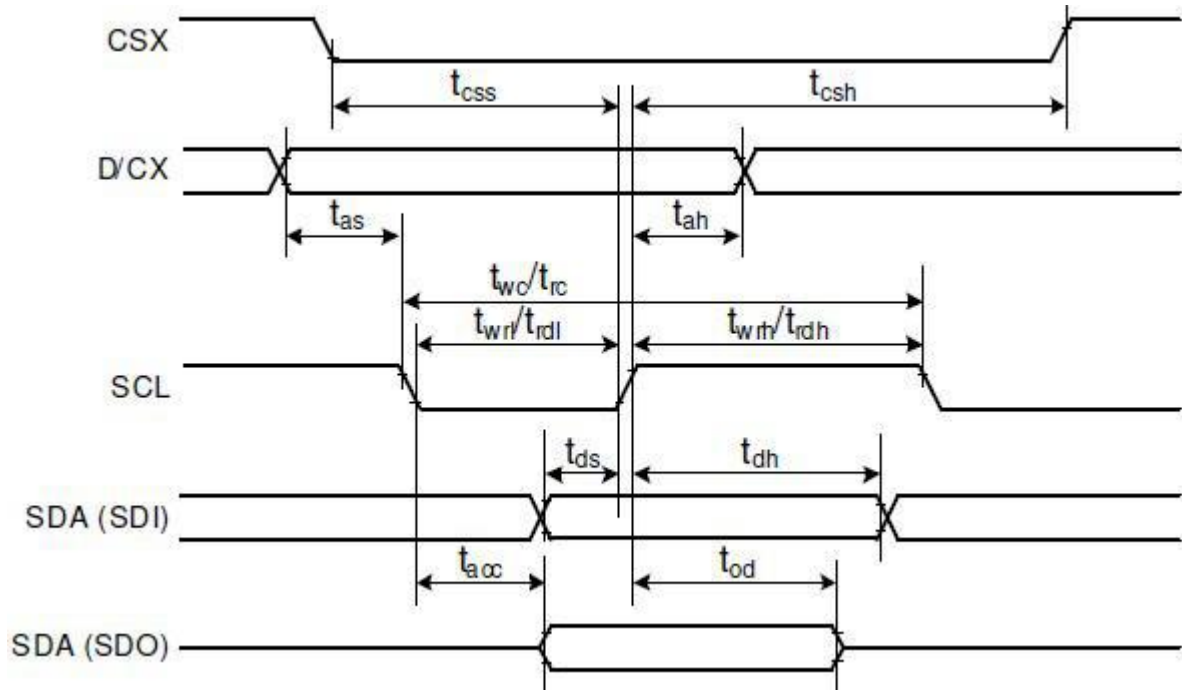 CSX
tcss
tcsh
D/CX
tas
tah
twc/trc
twrl/trdl
twrh/trdh
SCL
tds
tdh
SDA (SDI)
tacc
tod
SDA (SDO)